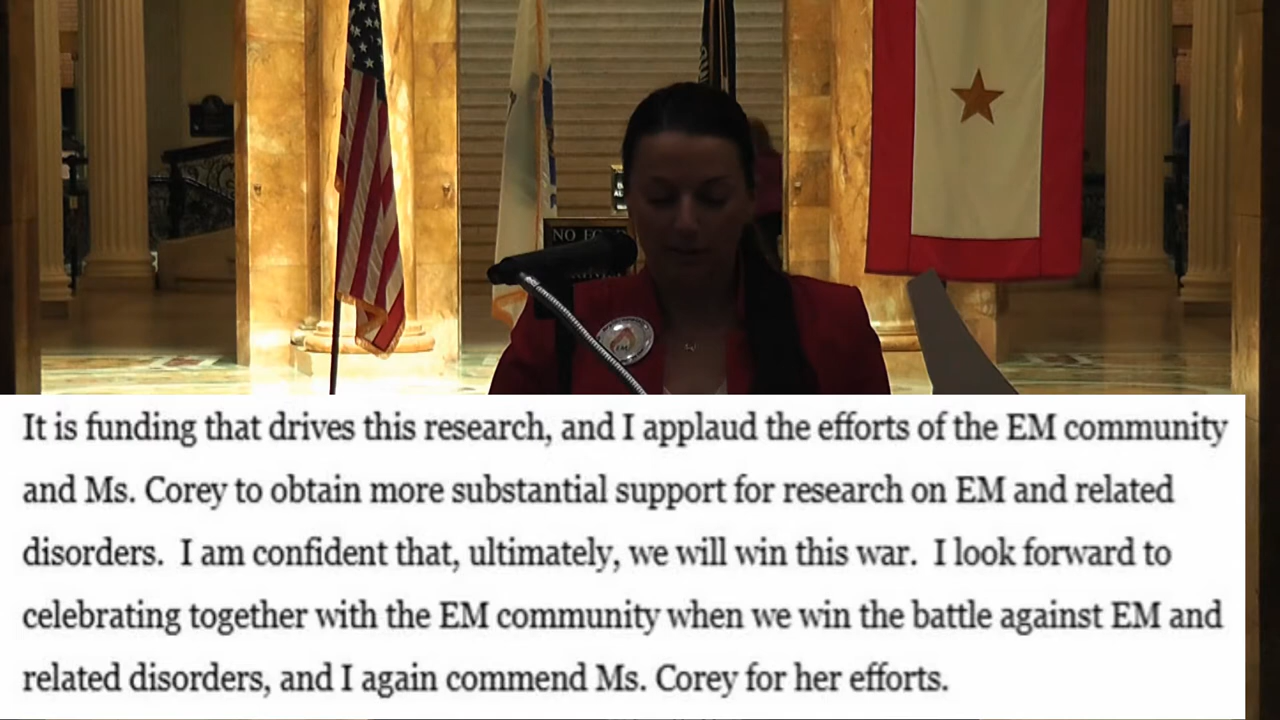 NO FO
EM
It is funding that drives this research, and I applaud the efforts of the EM community
and Ms. Corey to obtain more substantial support for research on EM and related
disorders.  I am confident that, ultimately, we will win this war.  I look forward to
celebrating together with the EM community when we win the battle against EM and
related disorders, and I again commend Ms. Corey for her efforts.